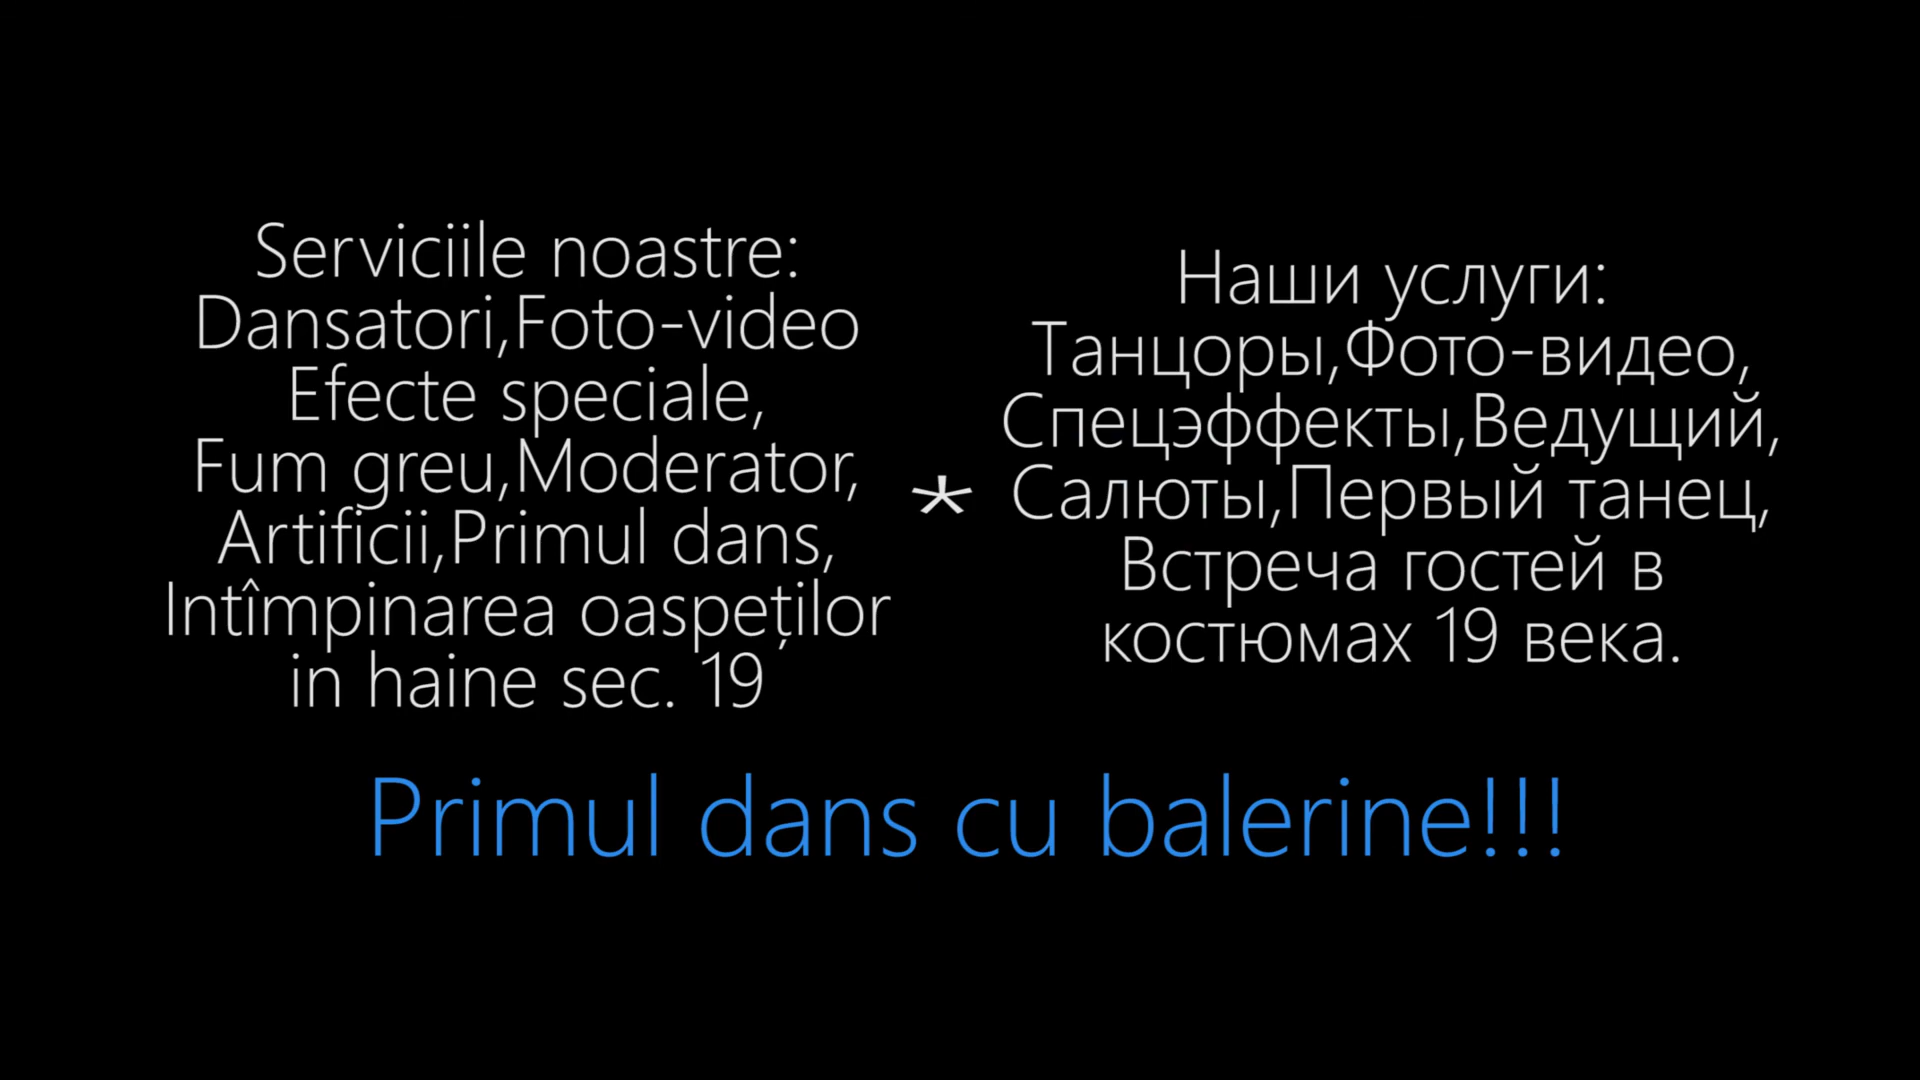 Serviciile noastre:
Dansatori,Foto-video
Efecte speciale,
Fum greu,Moderator,
Artificii,Primul dans,
Intîmpinarea oaspeților
in haine sec. 19
*
Наши услуги:
Танцоры,Фото-видео,
Спецэффекты,Ведущий,
Салюты,Первый танец,
Встреча гостей в
костюмах 19 века.
Primul dans cu balerine!!!